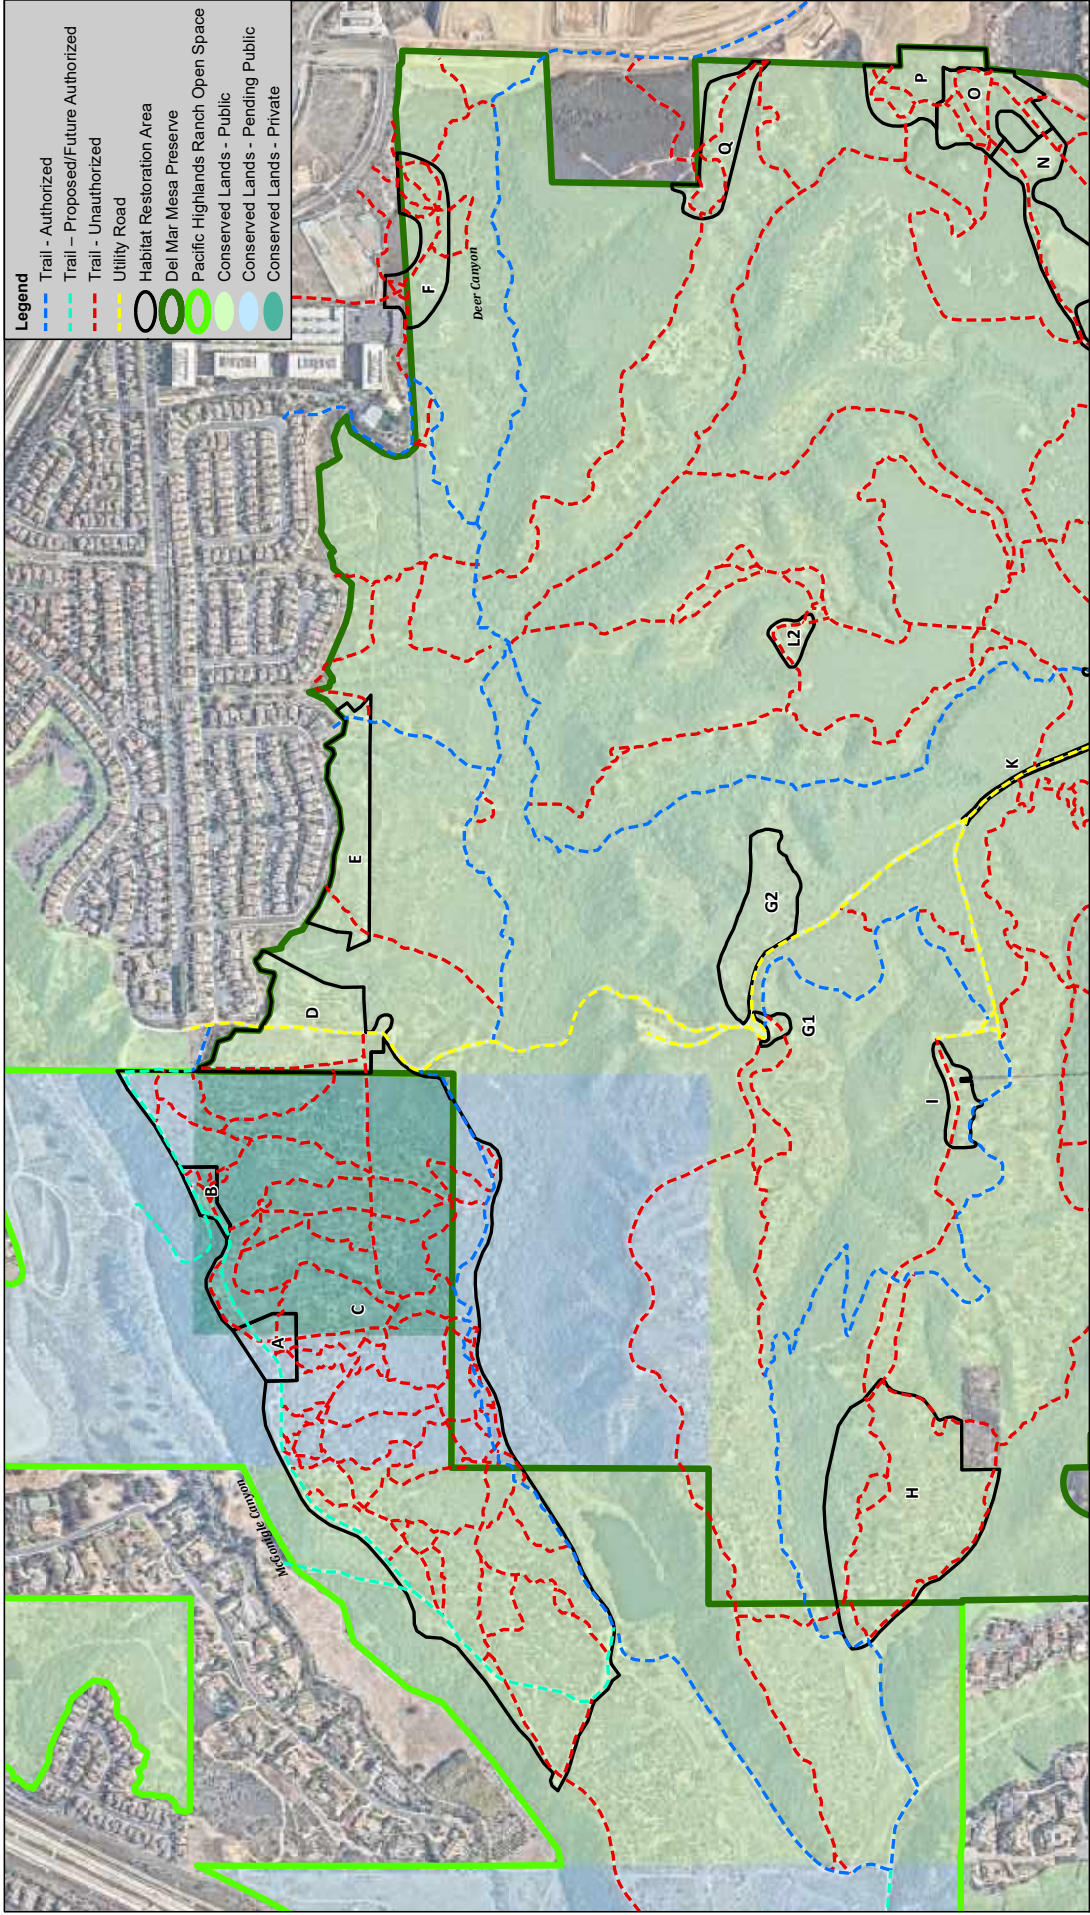 Legend
Trail - Authorized
Trail – Proposed/Future Authorized
Trail - Unauthorized
Utility Road
Habitat Restoration Area
Del Mar Mesa Preserve
Pacific Highlands Ranch Open Space
Conserved Lands - Public
Conserved Lands - Pending Public
Conserved Lands - Private
McGonigle Canyon
Deer Canyon
A
B
C
D
E
F
G1
G2
H
I
K
L2
N
O
P
Q